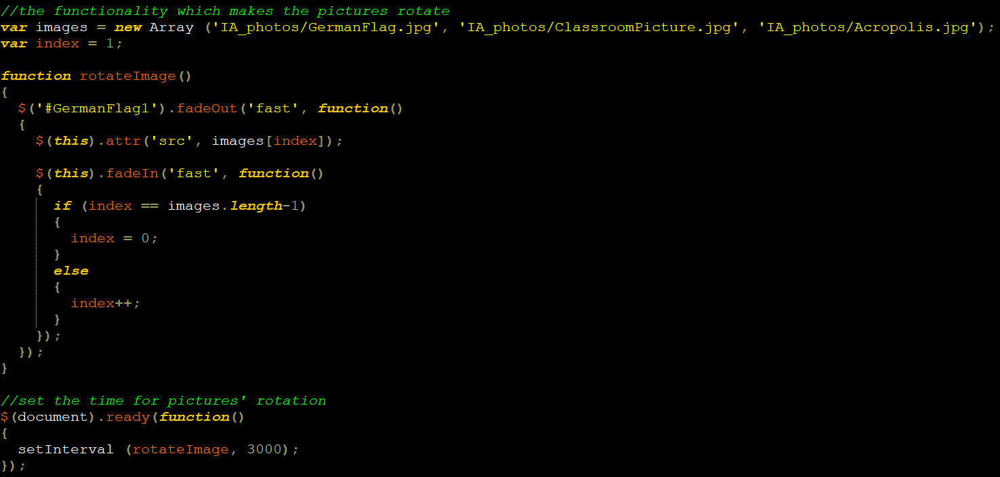 //the functionality which makes the pictures rotate
var images = new Array ('IA_photos/GermanFlag.jpg', 'IA_photos/ClassroomPicture.jpg', 'IA_photos/Acropolis.jpg');
var index = 1;

function rotateImage()
{
  $('#GermanFlag1').fadeOut('fast', function()
  {
    $(this).attr('src', images[index]);

    $(this).fadeIn('fast', function()
    {
      if (index == images.length-1)
      {
        index = 0;
      }
      else
      {
        index++;
      }
    });
  });
}

//set the time for pictures' rotation
$(document).ready(function()
{
  setInterval (rotateImage, 3000);
});